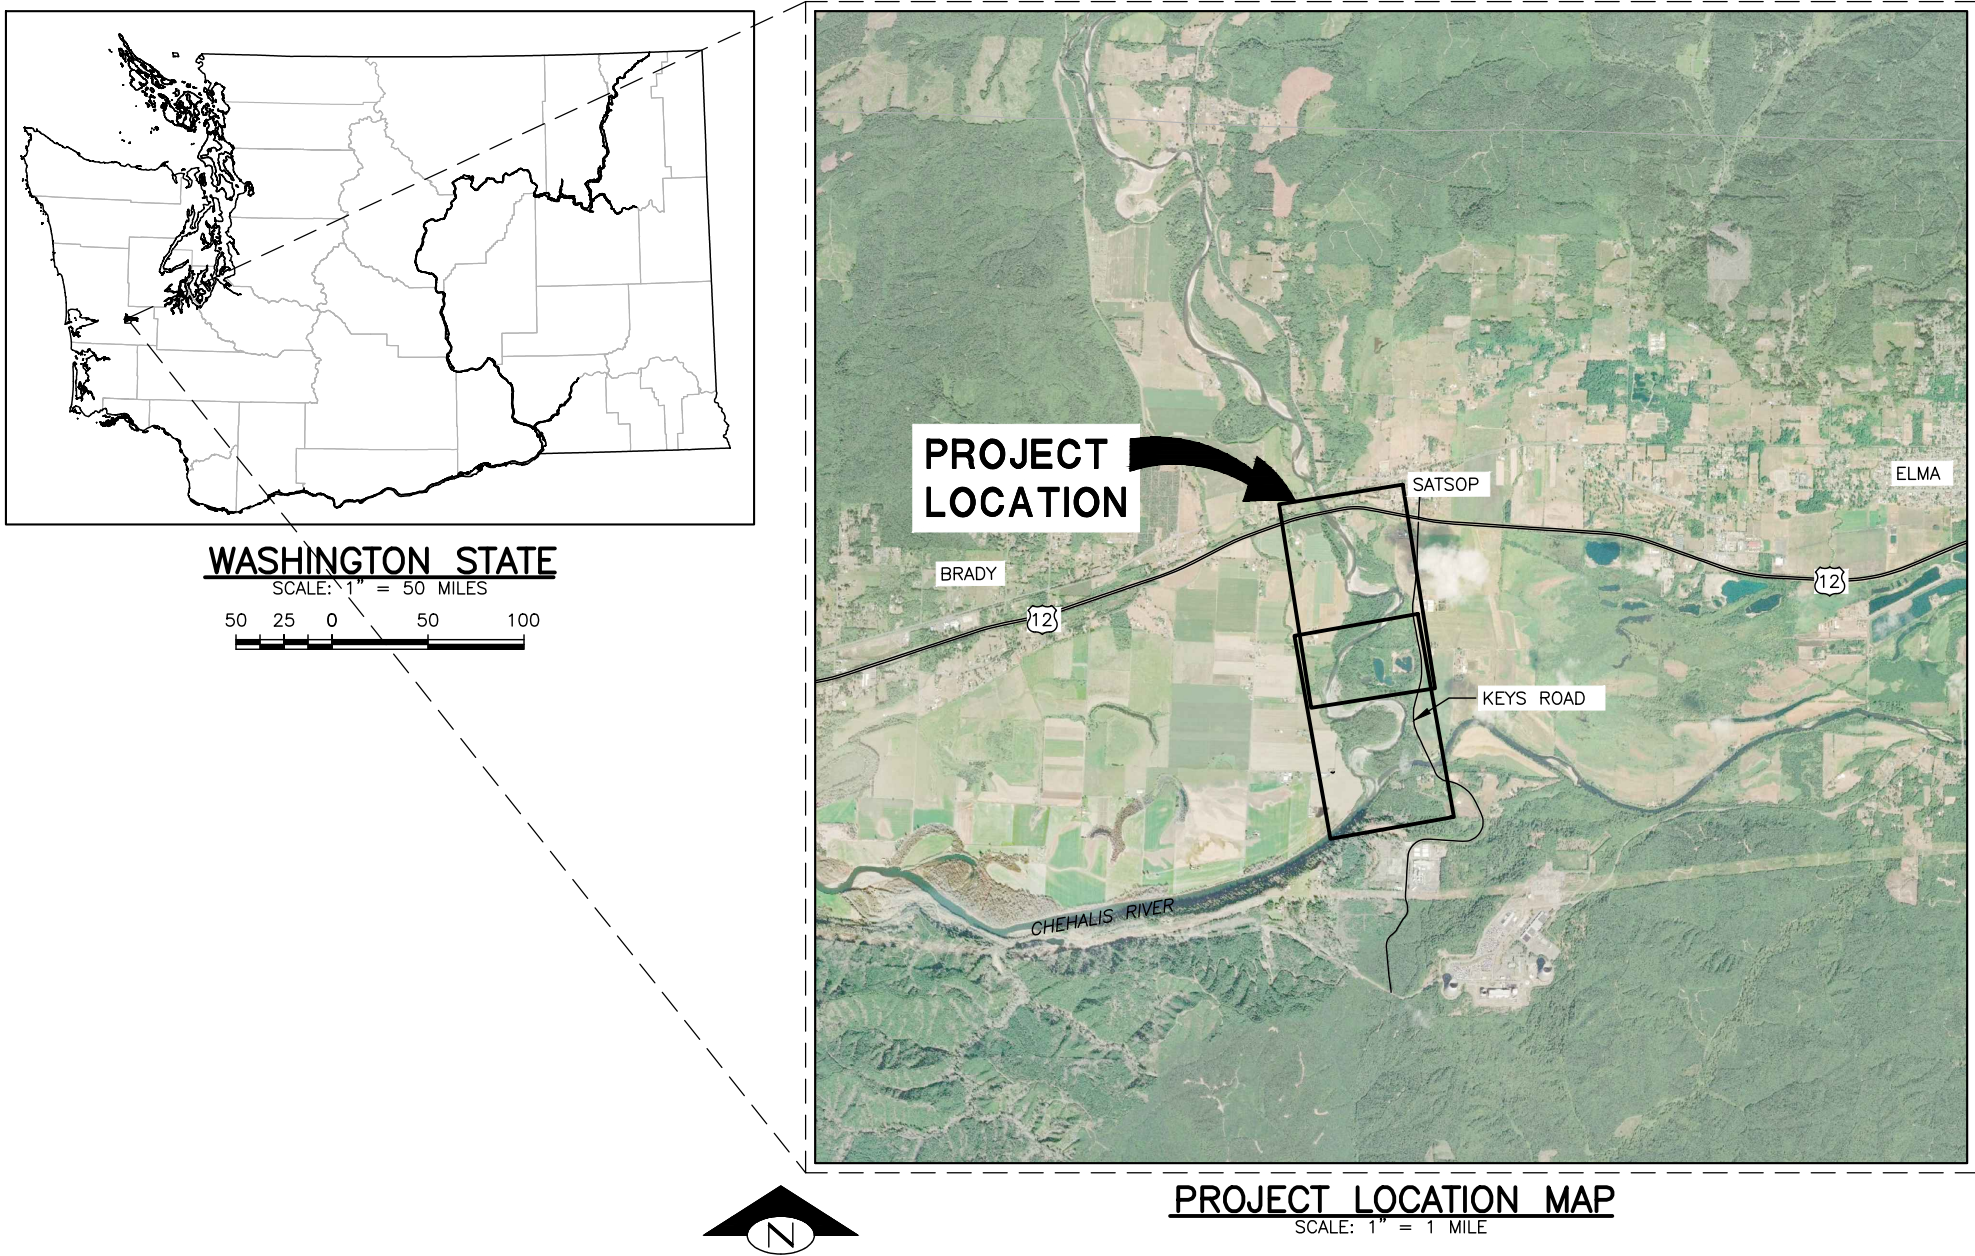 WASHINGTON STATE
SCALE: 1" = 50 MILES
50 25 0 50 100
PROJECT
LOCATION
SATSOP
ELMA
BRADY
12
12
KEYS ROAD
CHEHALIS RIVER
N
PROJECT LOCATION MAP
SCALE: 1" = 1 MILE